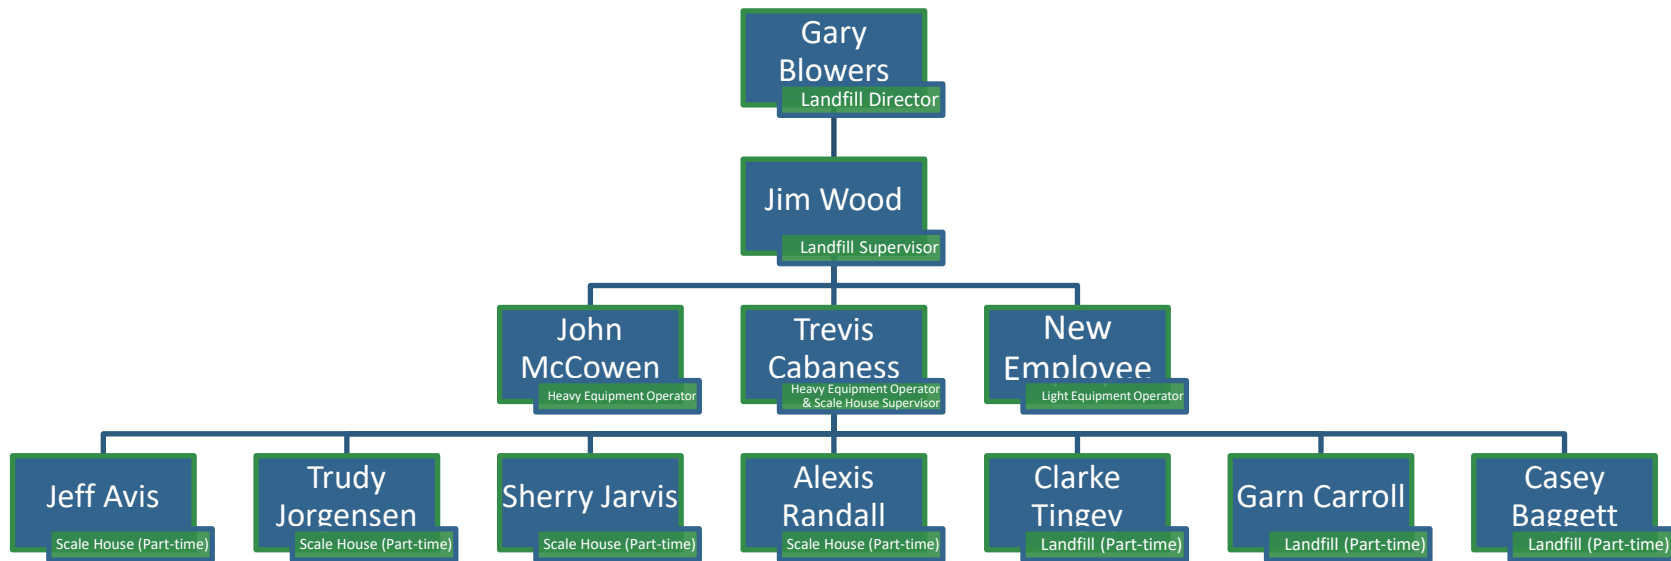 Gary
Blowers
Landfill Director
Jim Wood
Landfill Supervisor
John
McCowen
Heavy Equipment Operator
Trevis
Cabaness
Heavy Equipment Operator
& Scale House Supervisor
New
Employee
Light Equipment Operator
Jeff Avis
Scale House (Part-time)
Trudy
Jorgensen
Scale House (Part-time)
Sherry Jarvis
Scale House (Part-time)
Alexis
Randall
Scale House (Part-time)
Clarke
Tingey
Landfill (Part-time)
Garn Carroll
Landfill (Part-time)
Casey
Baggett
Landfill (Part-time)